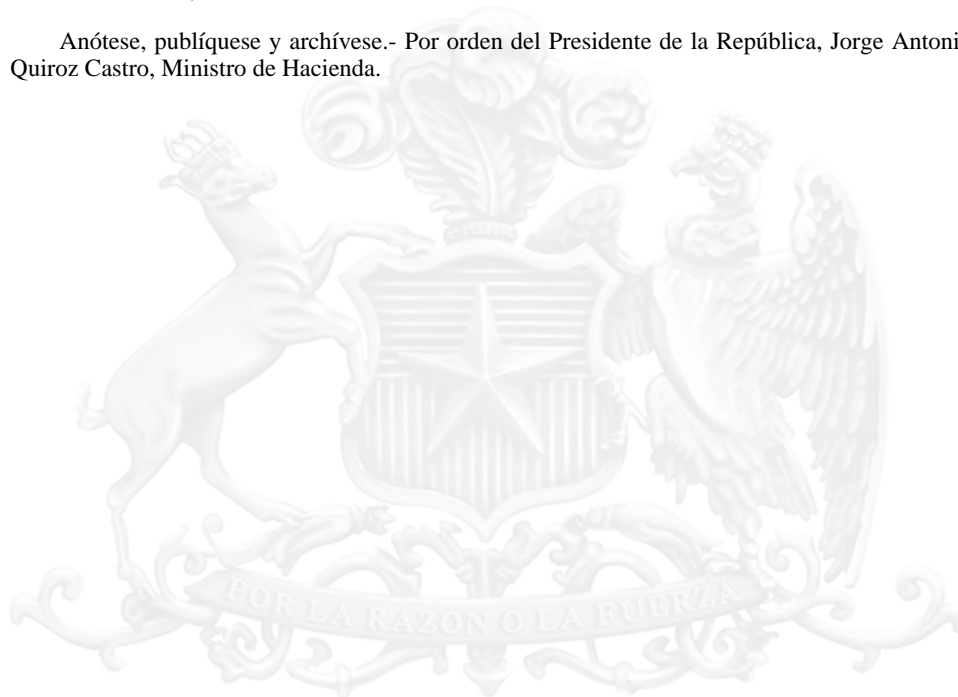 Anótese, publíquese y archívese.- Por orden del Presidente de la República, Jorge Antoni
Quiroz Castro, Ministro de Hacienda.
POR LA RAZON O LA FUERZA